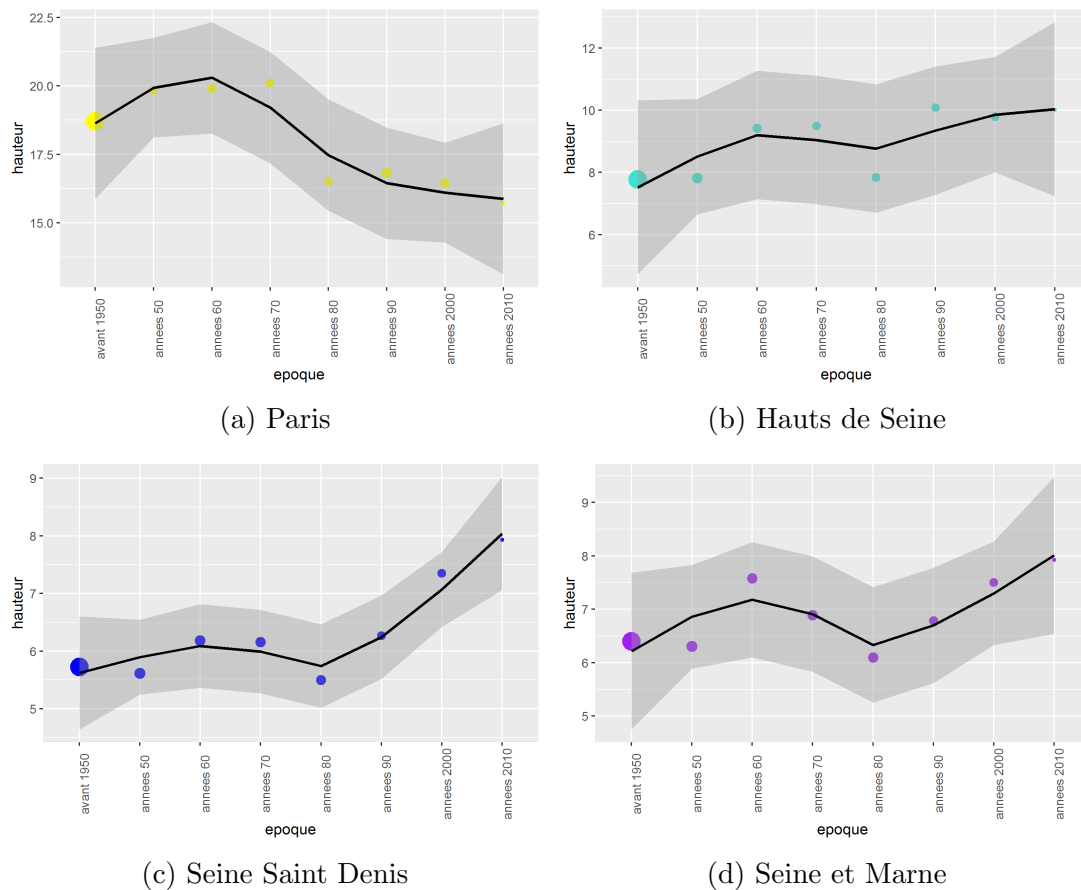 22.5
20.0
17.5
15.0
hauteur
avant 1950
annees 50
annees 60
annees 70
annees 80
annees 90
annees 2000
annees 2010
epoque
(a) Paris
12
10
8
6
hauteur
avant 1950
annees 50
annees 60
annees 70
annees 80
annees 90
annees 2000
annees 2010
epoque
(b) Hauts de Seine
9
8
7
6
5
hauteur
avant 1950
annees 50
annees 60
annees 70
annees 80
annees 90
annees 2000
annees 2010
epoque
(c) Seine Saint Denis
9
8
7
6
5
hauteur
avant 1950
annees 50
annees 60
annees 70
annees 80
annees 90
annees 2000
annees 2010
epoque
(d) Seine et Marne